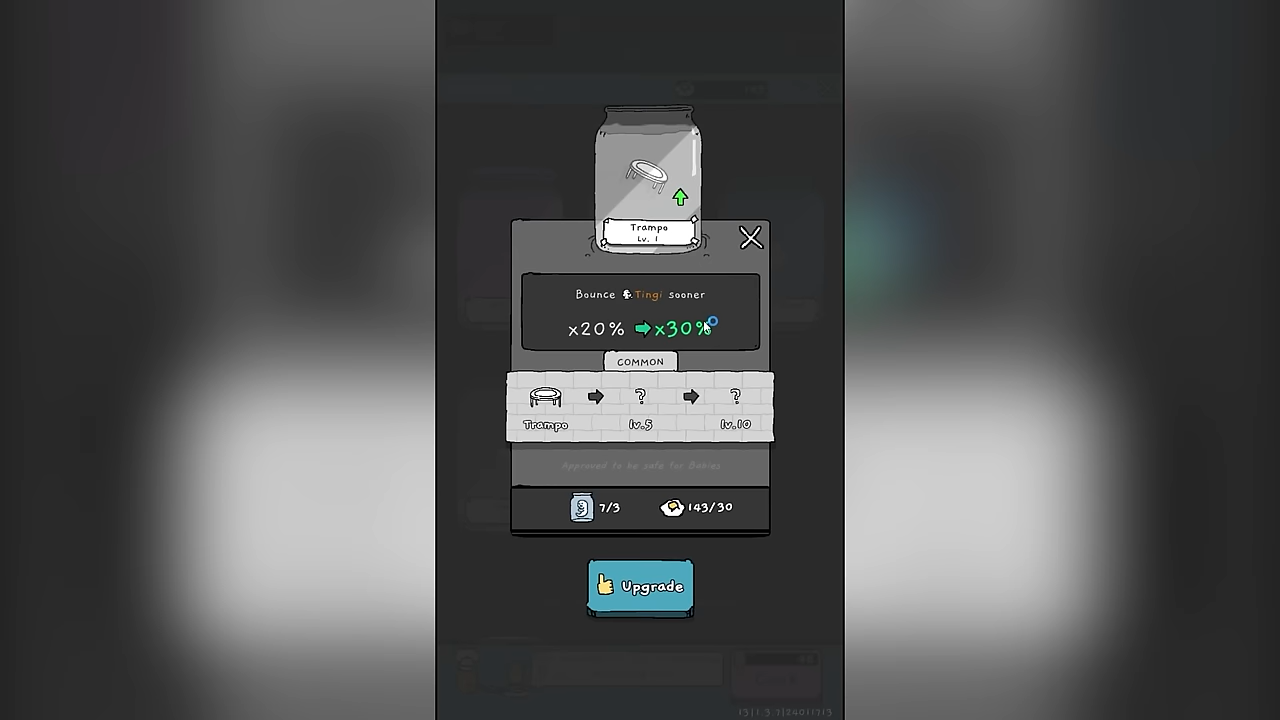 Trampo
Lv. 1
Bounce Tingi sooner
x20% x30%
COMMON
? ?
Trampo lv.5 lv.10
Approved to be safe for Babies
7/3 143/30
Upgrade